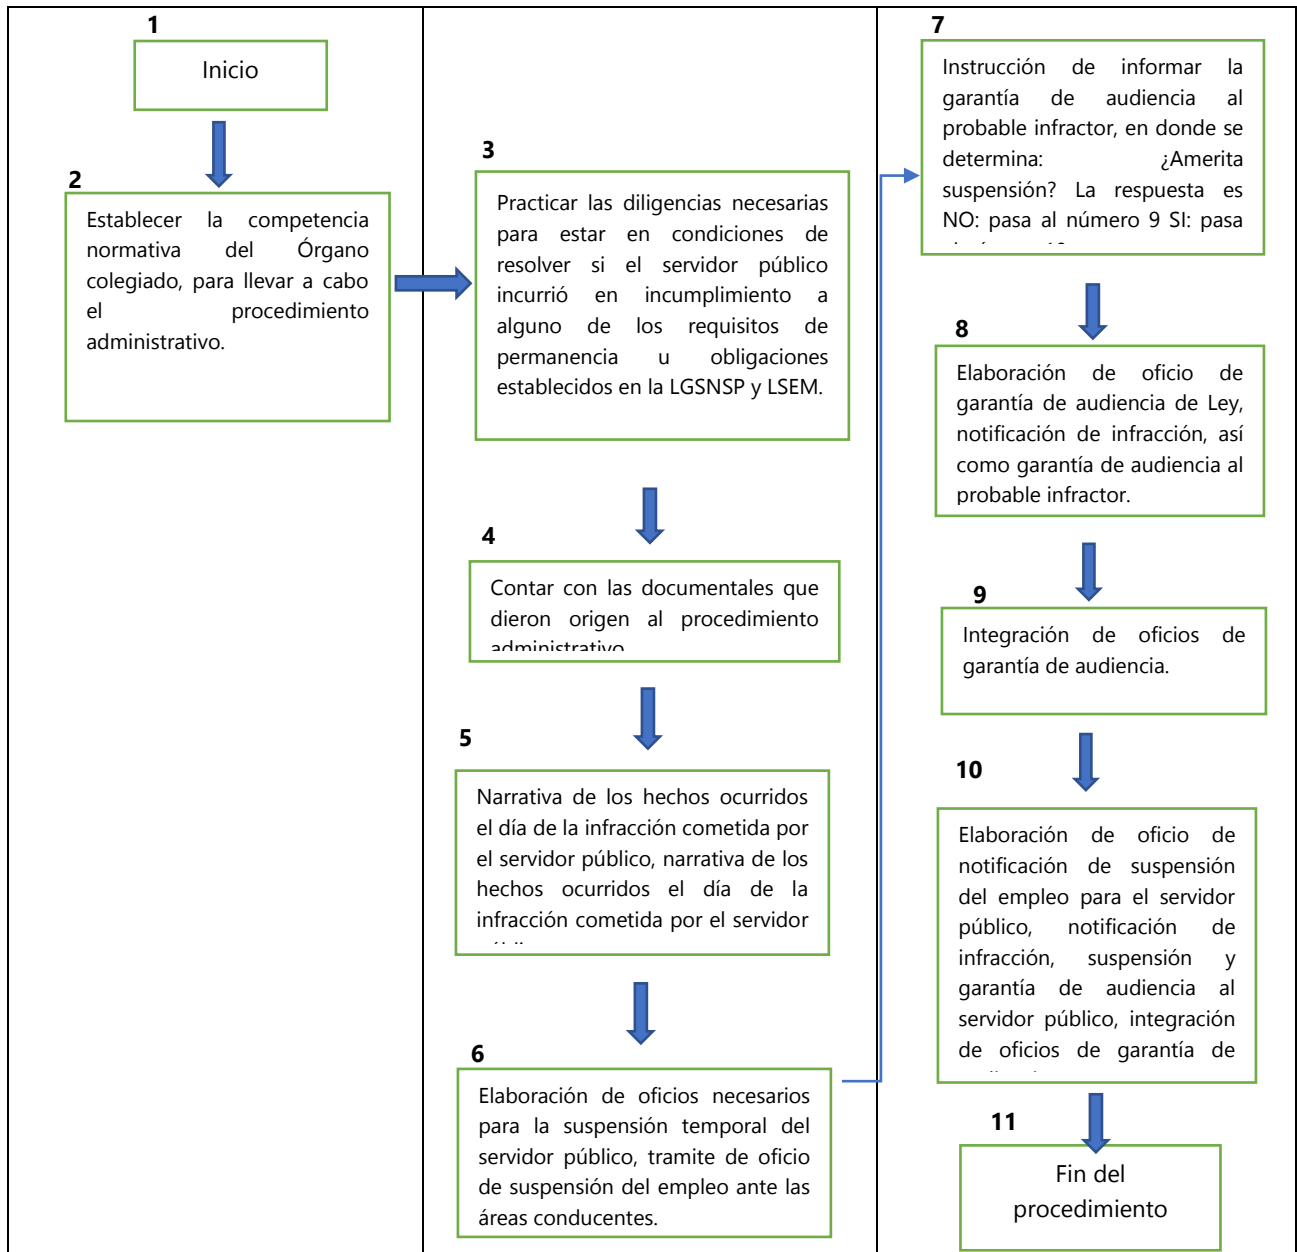 1
Inicio
2
Establecer la competencia
normativa del Órgano
colegiado, para llevar a cabo
el procedimiento
administrativo.
3
Practicar las diligencias necesarias
para estar en condiciones de
resolver si el servidor público
incurrió en incumplimiento a
alguno de los requisitos de
permanencia u obligaciones
establecidos en la LGSNSP y LSEM.
4
Contar con las documentales que
dieron origen al procedimiento
administrativo
5
Narrativa de los hechos ocurridos
el día de la infracción cometida por
el servidor público, narrativa de los
hechos ocurridos el día de la
infracción cometida por el servidor
6
Elaboración de oficios necesarios
para la suspensión temporal del
servidor público, tramite de oficio
de suspensión del empleo ante las
áreas conducentes.
7
Instrucción de informar la
garantía de audiencia al
probable infractor, en donde se
determina: ¿Amerita
suspensión? La respuesta es
NO: pasa al número 9 SI: pasa
8
Elaboración de oficio de
garantía de audiencia de Ley,
notificación de infracción, así
como garantía de audiencia al
probable infractor.
9
Integración de oficios de
garantía de audiencia.
10
Elaboración de oficio de
notificación de suspensión
del empleo para el servidor
público, notificación de
infracción, suspensión y
garantía de audiencia al
servidor público, integración
de oficios de garantía de
11
Fin del
procedimiento